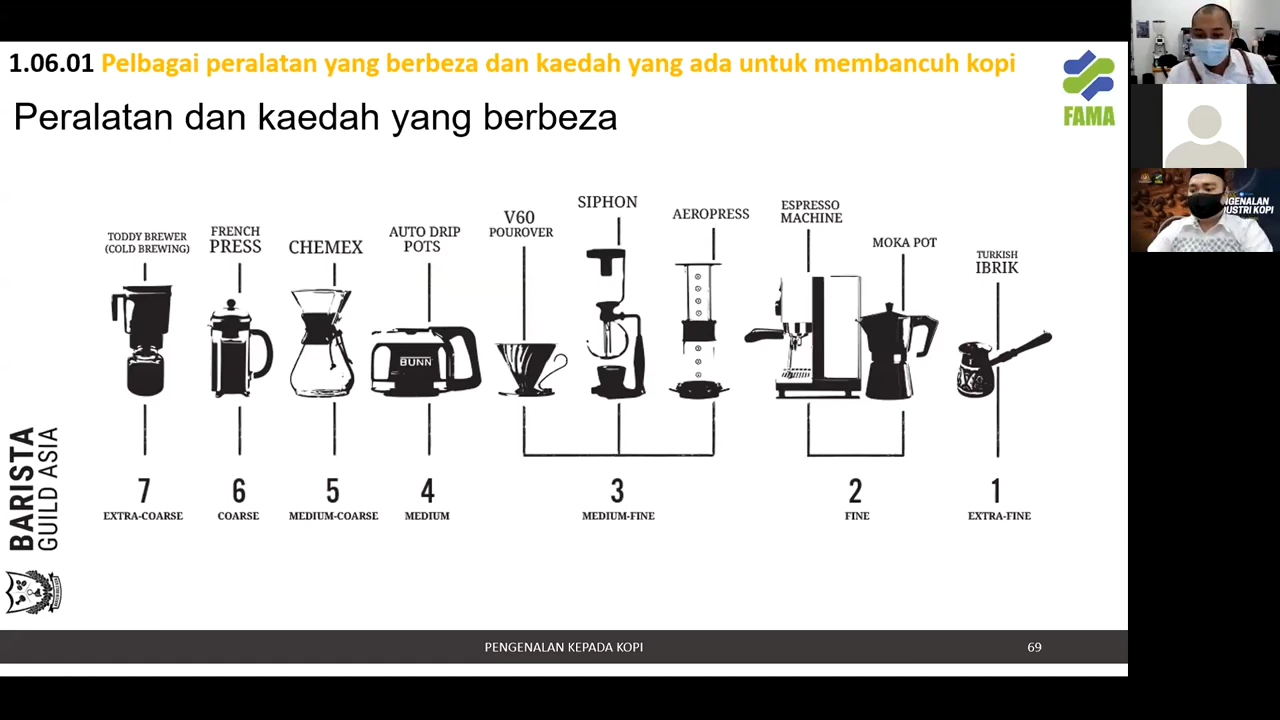 1.06.01 Pelbagai peralatan yang berbeza dan kaedah yang ada untuk membancuh kopi
FAMA
Peralatan dan kaedah yang berbeza
TODDY BREWER
(COLD BREWING)
FRENCH
PRESS
CHEMEX
AUTO DRIP
POTS
V60
POUROVER
SIPHON
AEROPRESS
ESPRESSO
MACHINE
MOKA POT
TURKISH
IBRIK
BUNN
7
EXTRA-COARSE
6
COARSE
5
MEDIUM-COARSE
4
MEDIUM
3
MEDIUM-FINE
2
FINE
1
EXTRA-FINE
BARISTA
GUILD ASIA
PENGENALAN KEPADA KOPI
69
KOPI